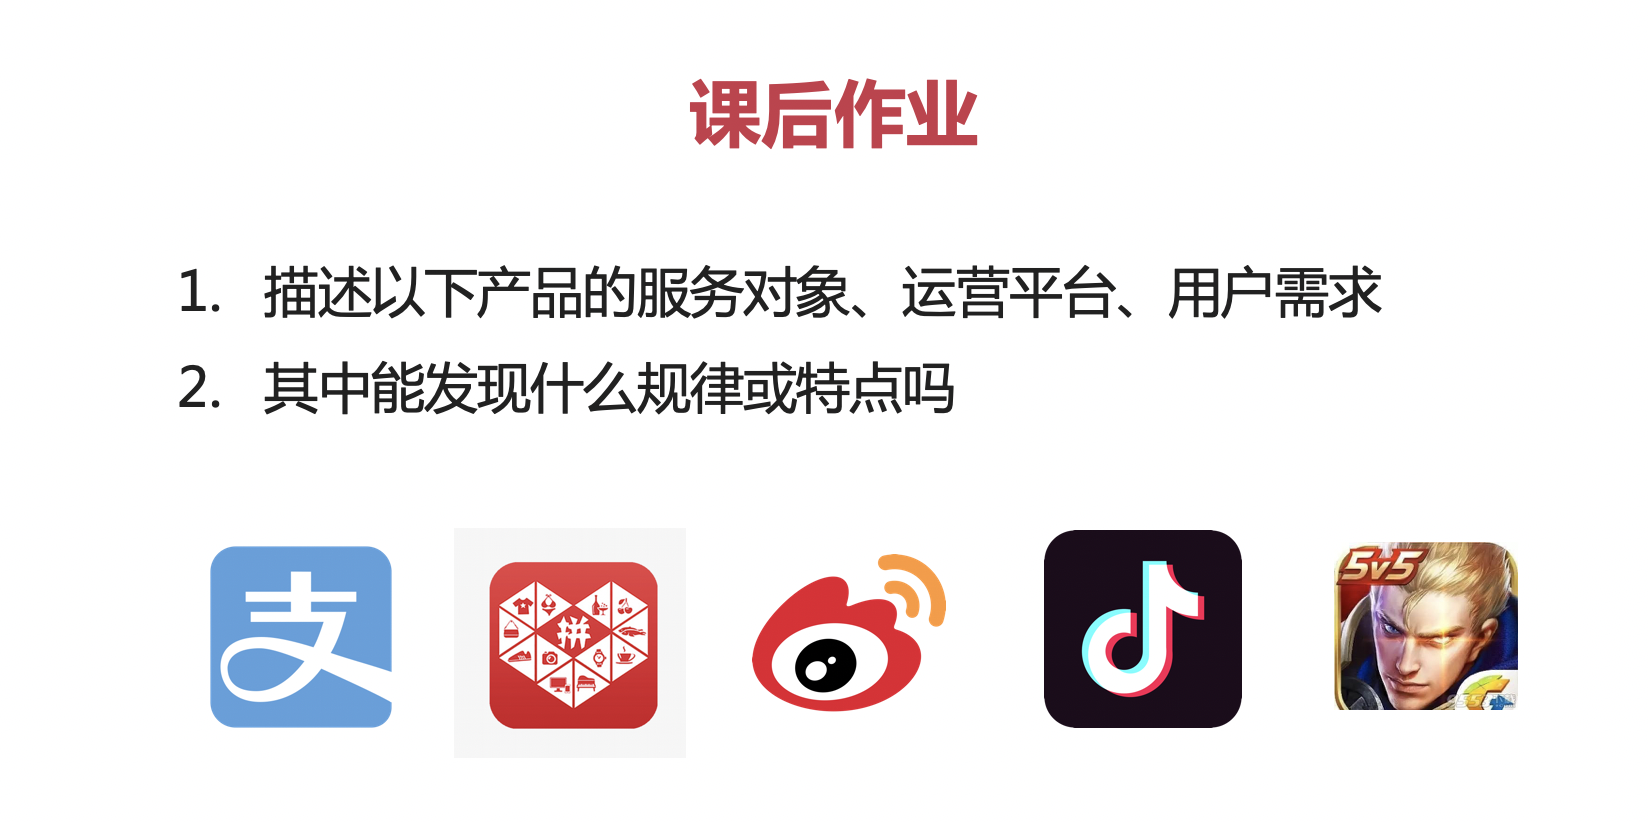 课后作业
1. 描述以下产品的服务对象、运营平台、用户需求
2. 其中能发现什么规律或特点吗
支
拼
5v5